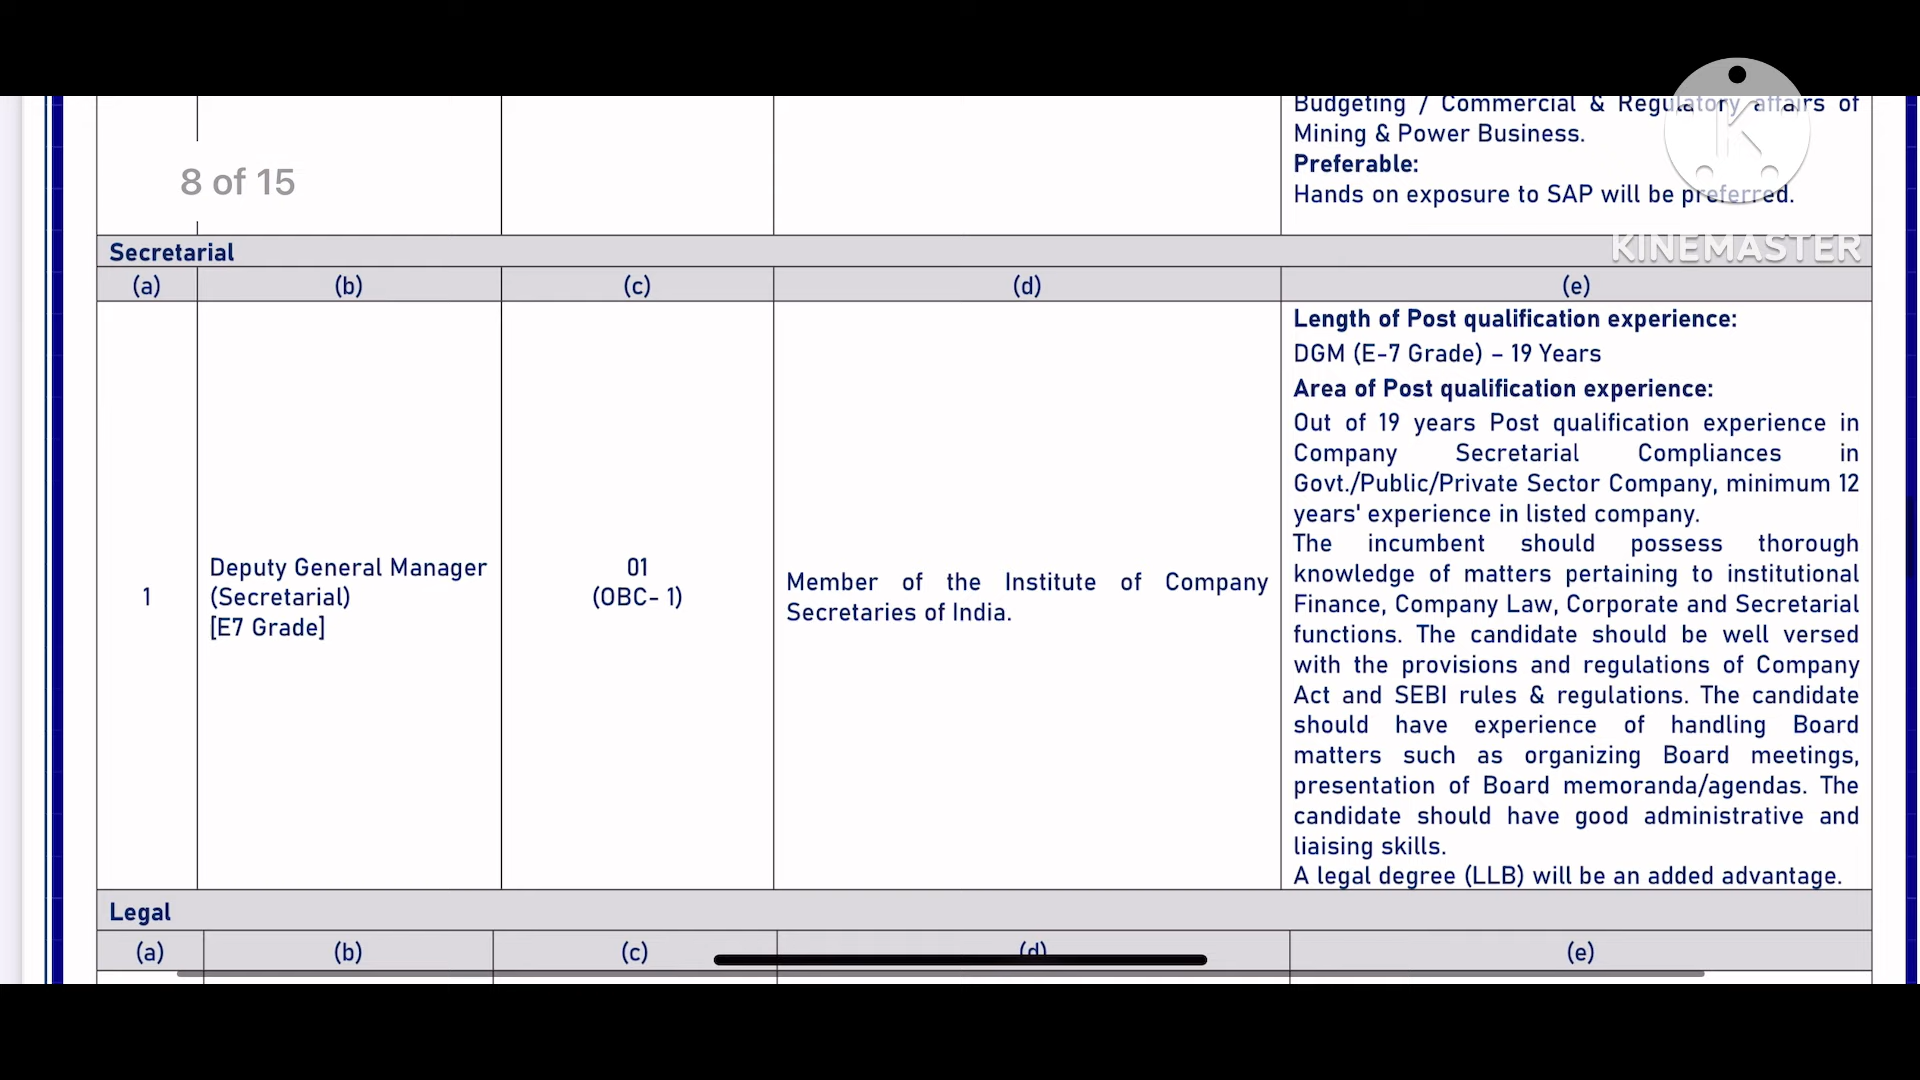 Budgeting / Commercial & Regulatory affairs of
Mining & Power Business.
Preferable:
Hands on exposure to SAP will be preferred.
8 of 15
K
KINEMASTER
Secretarial
(a) (b) (c) (d) (e)
1
Deputy General Manager
(Secretarial)
[E7 Grade]
01
(OBC- 1)
Member of the Institute of Company
Secretaries of India.
Length of Post qualification experience:
DGM (E-7 Grade) – 19 Years
Area of Post qualification experience:
Out of 19 years Post qualification experience in
Company Secretarial Compliances in
Govt./Public/Private Sector Company, minimum 12
years' experience in listed company.
The incumbent should possess thorough
knowledge of matters pertaining to institutional
Finance, Company Law, Corporate and Secretarial
functions. The candidate should be well versed
with the provisions and regulations of Company
Act and SEBI rules & regulations. The candidate
should have experience of handling Board
matters such as organizing Board meetings,
presentation of Board memoranda/agendas. The
candidate should have good administrative and
liaising skills.
A legal degree (LLB) will be an added advantage.
Legal
(a) (b) (c) (d) (e)